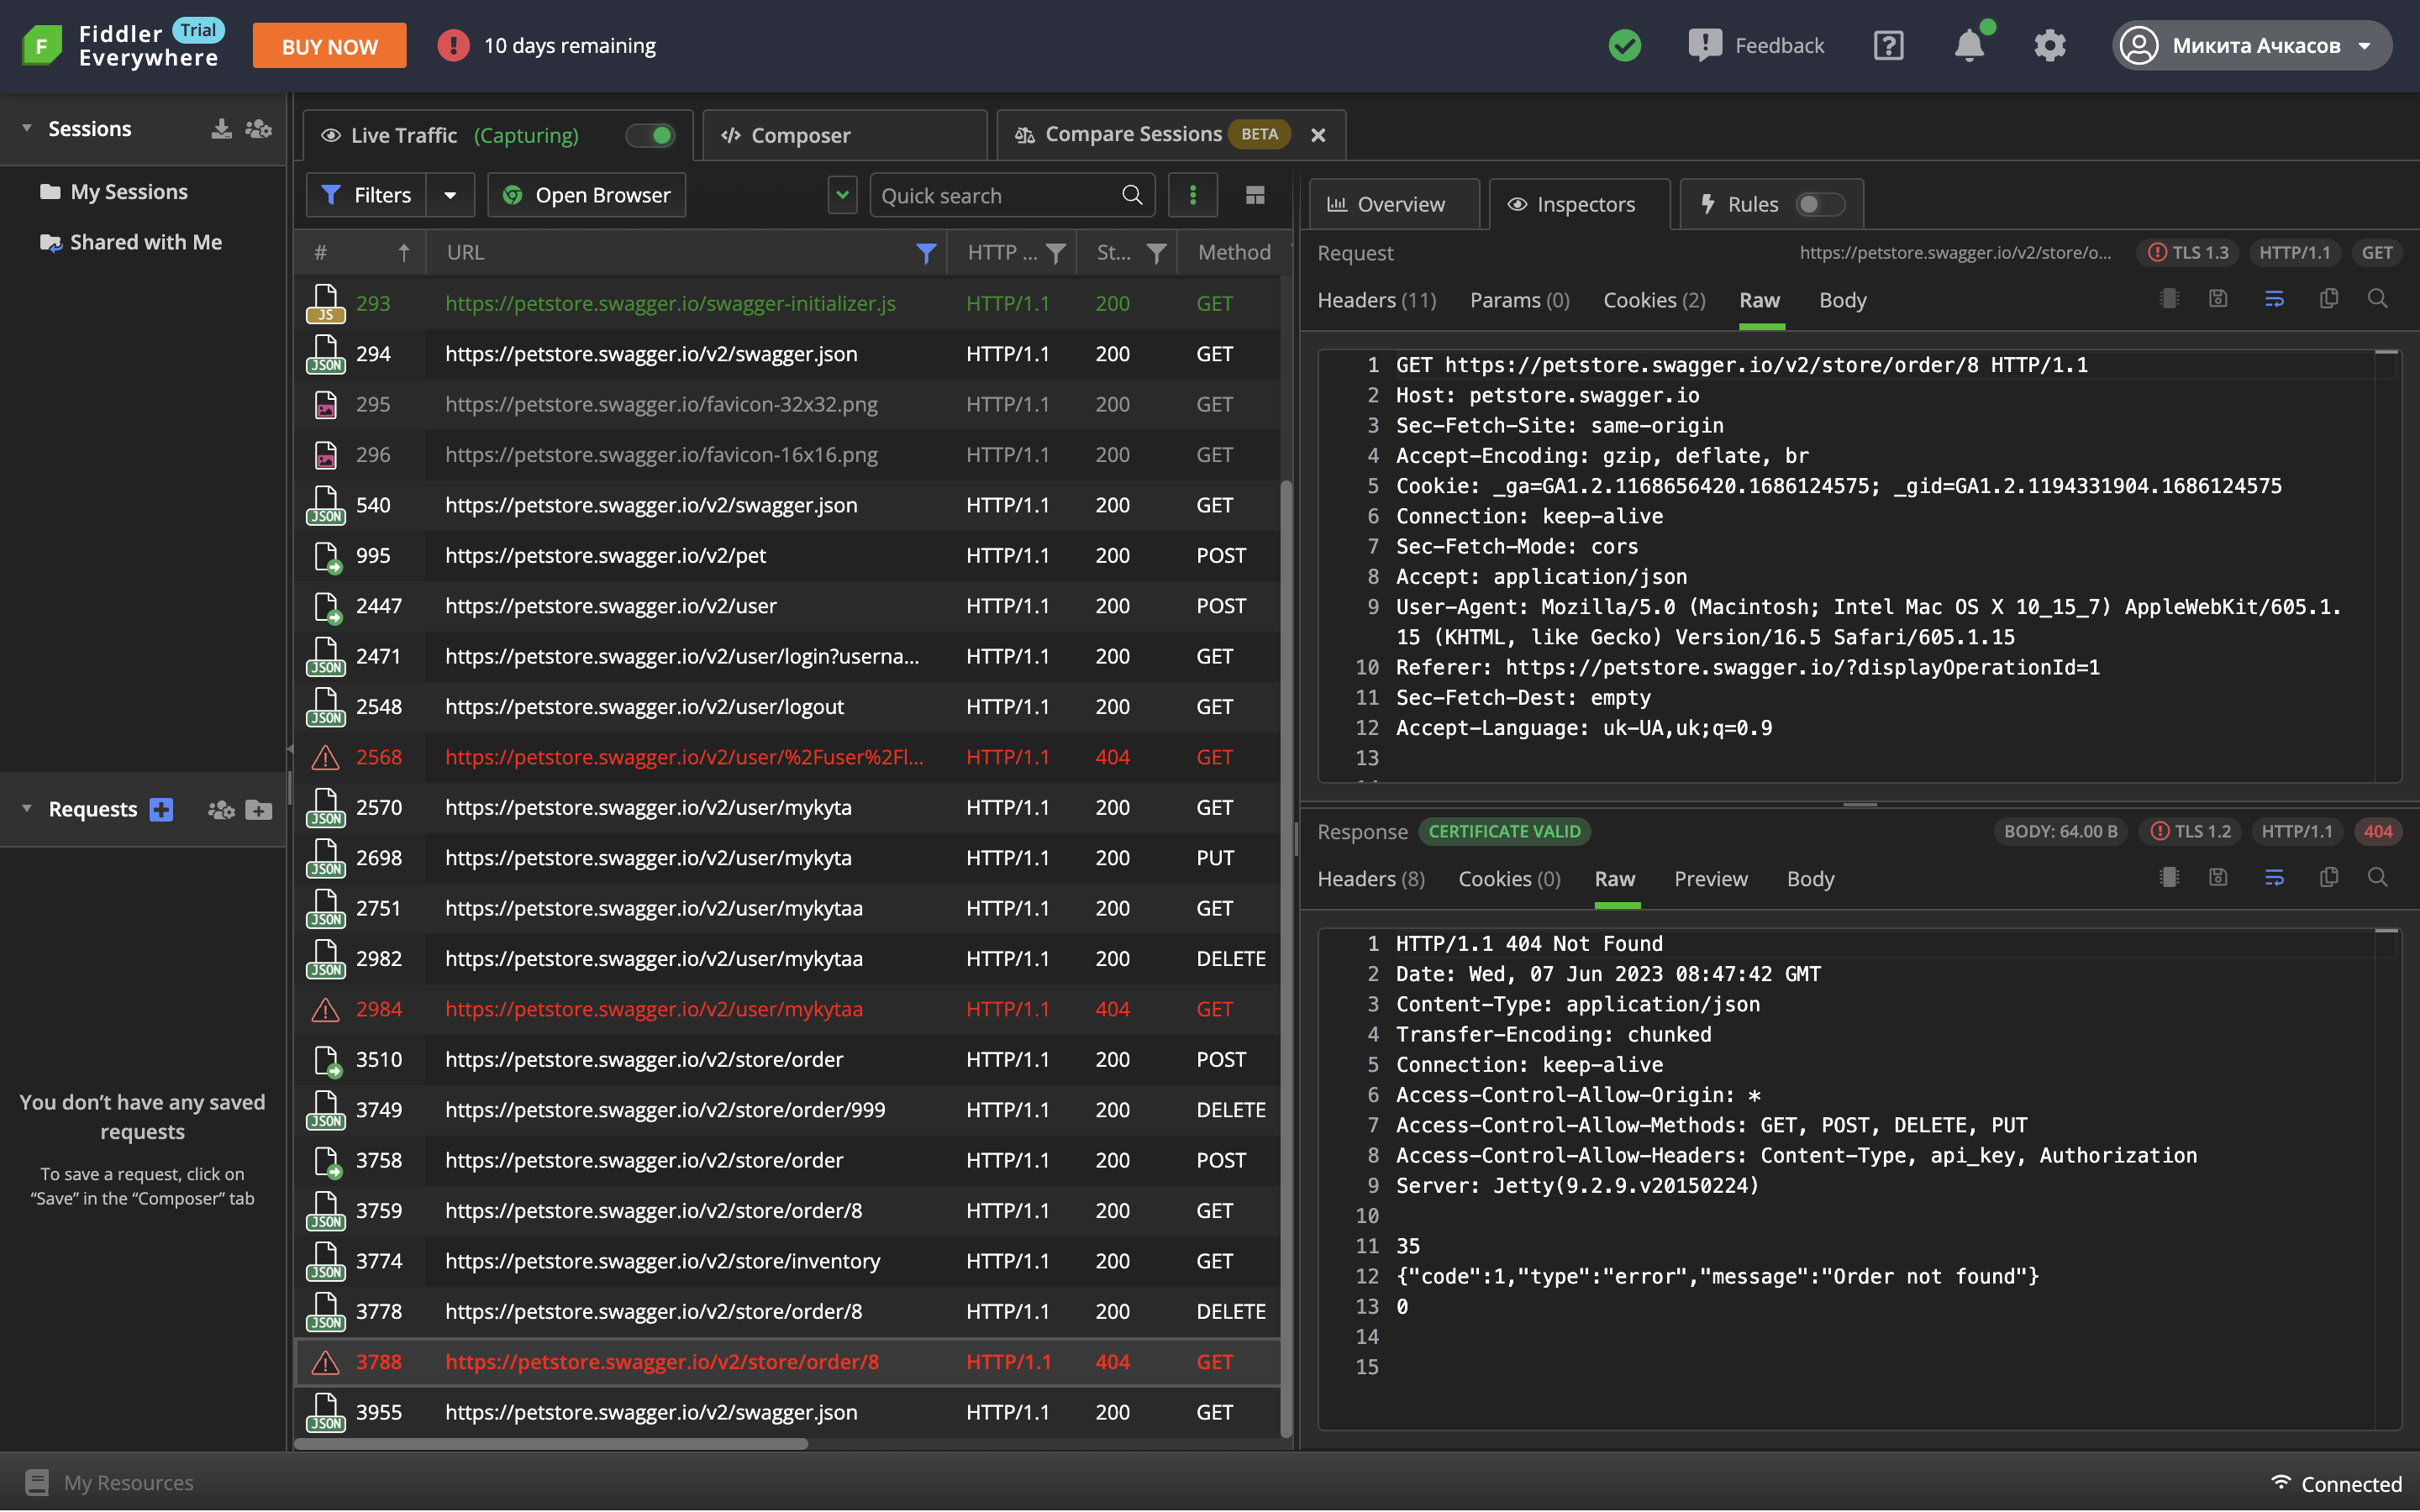 Fiddler Everywhere
Trial
BUY NOW
10 days remaining
Feedback
Микита Ачкасов
Sessions
My Sessions
Shared with Me
Requests
You don’t have any saved
requests
To save a request, click on
“Save” in the “Composer” tab
Live Traffic (Capturing)
Composer
Compare Sessions BETA
Filters
Open Browser
Quick search
# URL HTTP ... St... Method
JS 293 https://petstore.swagger.io/swagger-initializer.js HTTP/1.1 200 GET
JSON 294 https://petstore.swagger.io/v2/swagger.json HTTP/1.1 200 GET
295 https://petstore.swagger.io/favicon-32x32.png HTTP/1.1 200 GET
296 https://petstore.swagger.io/favicon-16x16.png HTTP/1.1 200 GET
JSON 540 https://petstore.swagger.io/v2/swagger.json HTTP/1.1 200 GET
995 https://petstore.swagger.io/v2/pet HTTP/1.1 200 POST
2447 https://petstore.swagger.io/v2/user HTTP/1.1 200 POST
JSON 2471 https://petstore.swagger.io/v2/user/login?userna... HTTP/1.1 200 GET
JSON 2548 https://petstore.swagger.io/v2/user/logout HTTP/1.1 200 GET
2568 https://petstore.swagger.io/v2/user/%2Fuser%2Fl... HTTP/1.1 404 GET
JSON 2570 https://petstore.swagger.io/v2/user/mykyta HTTP/1.1 200 GET
JSON 2698 https://petstore.swagger.io/v2/user/mykyta HTTP/1.1 200 PUT
JSON 2751 https://petstore.swagger.io/v2/user/mykytaa HTTP/1.1 200 GET
JSON 2982 https://petstore.swagger.io/v2/user/mykytaa HTTP/1.1 200 DELETE
2984 https://petstore.swagger.io/v2/user/mykytaa HTTP/1.1 404 GET
3510 https://petstore.swagger.io/v2/store/order HTTP/1.1 200 POST
JSON 3749 https://petstore.swagger.io/v2/store/order/999 HTTP/1.1 200 DELETE
3758 https://petstore.swagger.io/v2/store/order HTTP/1.1 200 POST
JSON 3759 https://petstore.swagger.io/v2/store/order/8 HTTP/1.1 200 GET
JSON 3774 https://petstore.swagger.io/v2/store/inventory HTTP/1.1 200 GET
JSON 3778 https://petstore.swagger.io/v2/store/order/8 HTTP/1.1 200 DELETE
3788 https://petstore.swagger.io/v2/store/order/8 HTTP/1.1 404 GET
JSON 3955 https://petstore.swagger.io/v2/swagger.json HTTP/1.1 200 GET
Overview
Inspectors
Rules
Request https://petstore.swagger.io/v2/store/o... TLS 1.3 HTTP/1.1 GET
Headers (11) Params (0) Cookies (2) Raw Body
1 GET https://petstore.swagger.io/v2/store/order/8 HTTP/1.1
2 Host: petstore.swagger.io
3 Sec-Fetch-Site: same-origin
4 Accept-Encoding: gzip, deflate, br
5 Cookie: _ga=GA1.2.1168656420.1686124575; _gid=GA1.2.1194331904.1686124575
6 Connection: keep-alive
7 Sec-Fetch-Mode: cors
8 Accept: application/json
9 User-Agent: Mozilla/5.0 (Macintosh; Intel Mac OS X 10_15_7) AppleWebKit/605.1.
15 (KHTML, like Gecko) Version/16.5 Safari/605.1.15
10 Referer: https://petstore.swagger.io/?displayOperationId=1
11 Sec-Fetch-Dest: empty
12 Accept-Language: uk-UA,uk;q=0.9
13
Response CERTIFICATE VALID BODY: 64.00 B TLS 1.2 HTTP/1.1 404
Headers (8) Cookies (0) Raw Preview Body
1 HTTP/1.1 404 Not Found
2 Date: Wed, 07 Jun 2023 08:47:42 GMT
3 Content-Type: application/json
4 Transfer-Encoding: chunked
5 Connection: keep-alive
6 Access-Control-Allow-Origin: *
7 Access-Control-Allow-Methods: GET, POST, DELETE, PUT
8 Access-Control-Allow-Headers: Content-Type, api_key, Authorization
9 Server: Jetty(9.2.9.v20150224)
10
11 35
12 {"code":1,"type":"error","message":"Order not found"}
13 0
14
15
My Resources
Connected